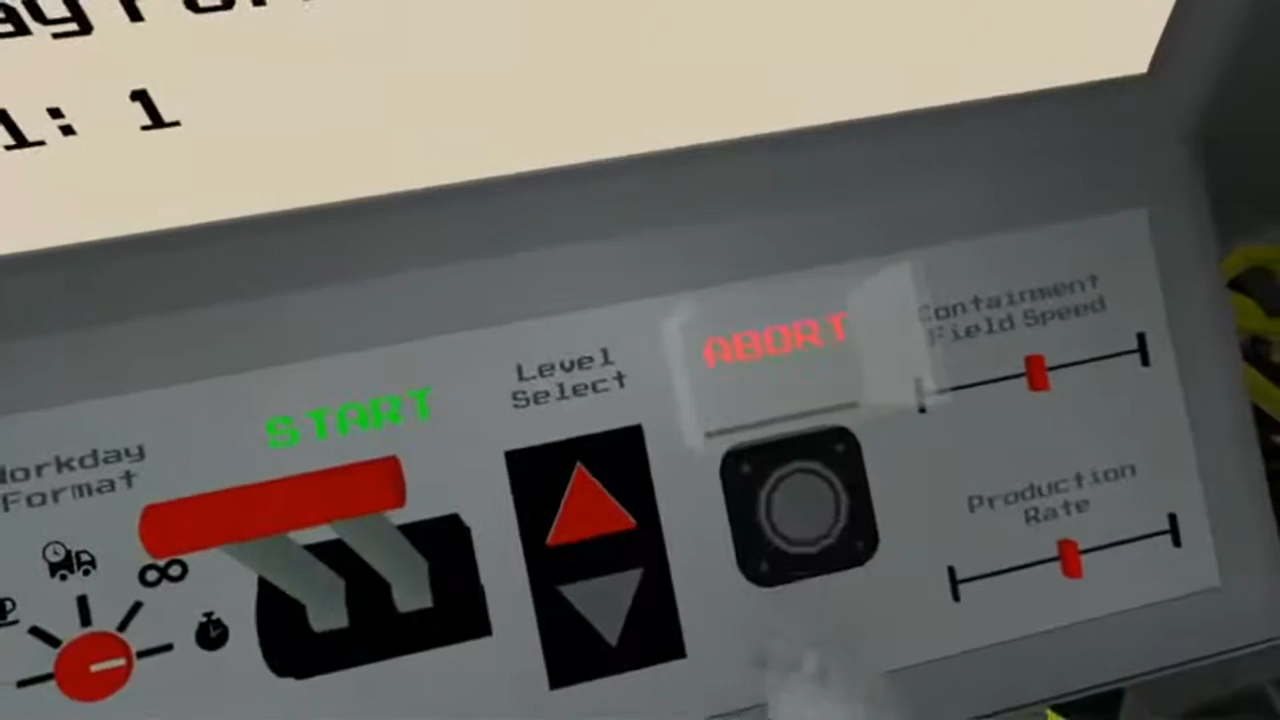 1: 1
START
Level
Select
ABORT
Containment
Field Speed
Workday
Format
Production
Rate